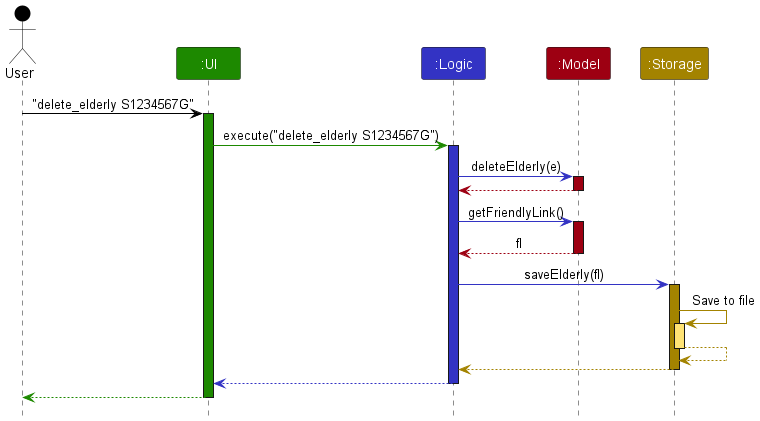 User
:UI
:Logic
:Model
:Storage
"delete_elderly S1234567G"
execute("delete_elderly S1234567G")
deleteElderly(e)
getFriendlyLink()
fl
saveElderly(fl)
Save to file